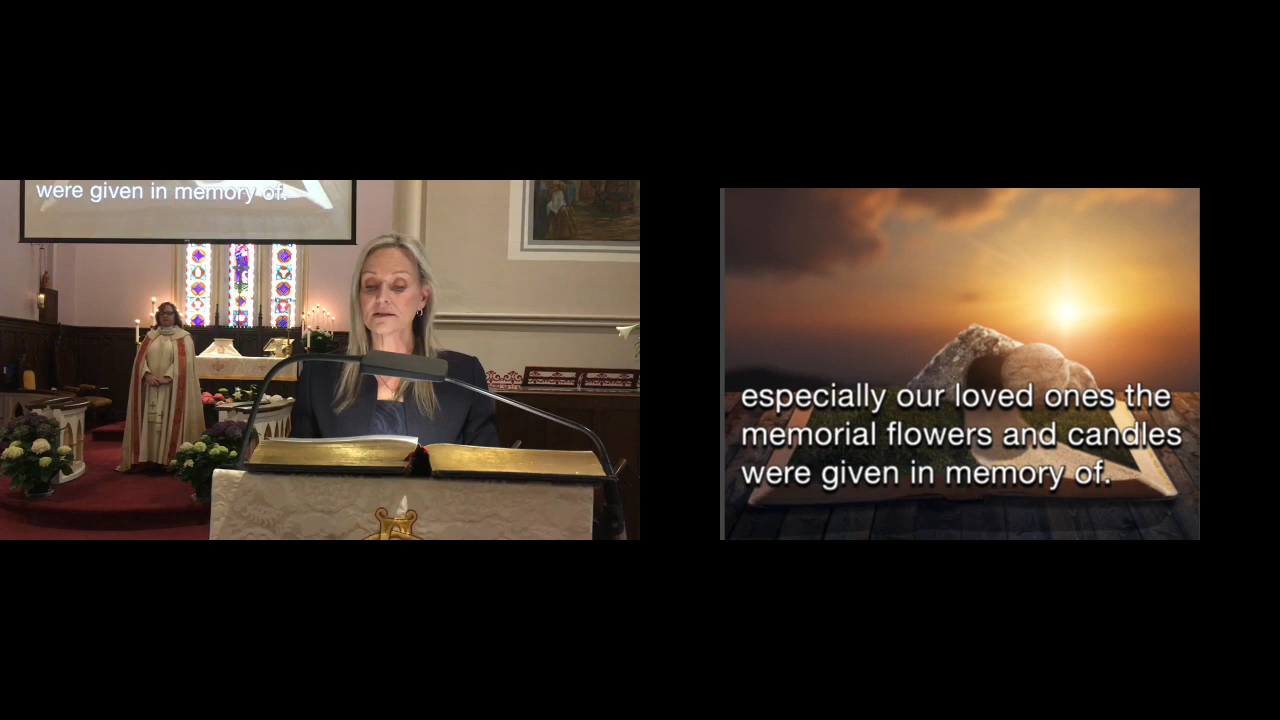 were given in memory of.
especially our loved ones the
memorial flowers and candles
were given in memory of.